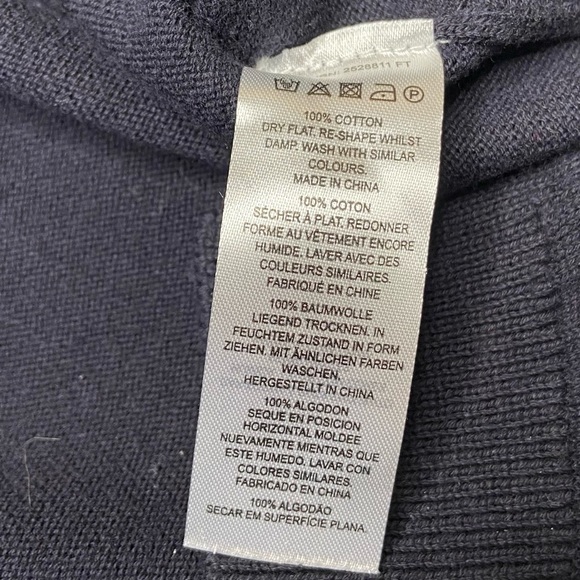 2628811 FT
P
100% COTTON
DRY FLAT. RE-SHAPE WHILST
DAMP. WASH WITH SIMILAR
COLOURS.
MADE IN CHINA
100% COTON
SÉCHER À PLAT. REDONNER
FORME AU VÊTEMENT ENCORE
HUMIDE. LAVER AVEC DES
COULEURS SIMILAIRES.
FABRIQUÉ EN CHINE
100% BAUMWOLLE
LIEGEND TROCKNEN. IN
FEUCHTEM ZUSTAND IN FORM
ZIEHEN. MIT ÄHNLICHEN FARBEN
WASCHEN.
HERGESTELLT IN CHINA
100% ALGODON
SEQUE EN POSICION
HORIZONTAL MOLDEE
NUEVAMENTE MIENTRAS QUE
ESTE HUMEDO. LAVAR CON
COLORES SIMILARES.
FABRICADO EN CHINA
100% ALGODÃO
SECAR EM SUPERFÍCIE PLANA.